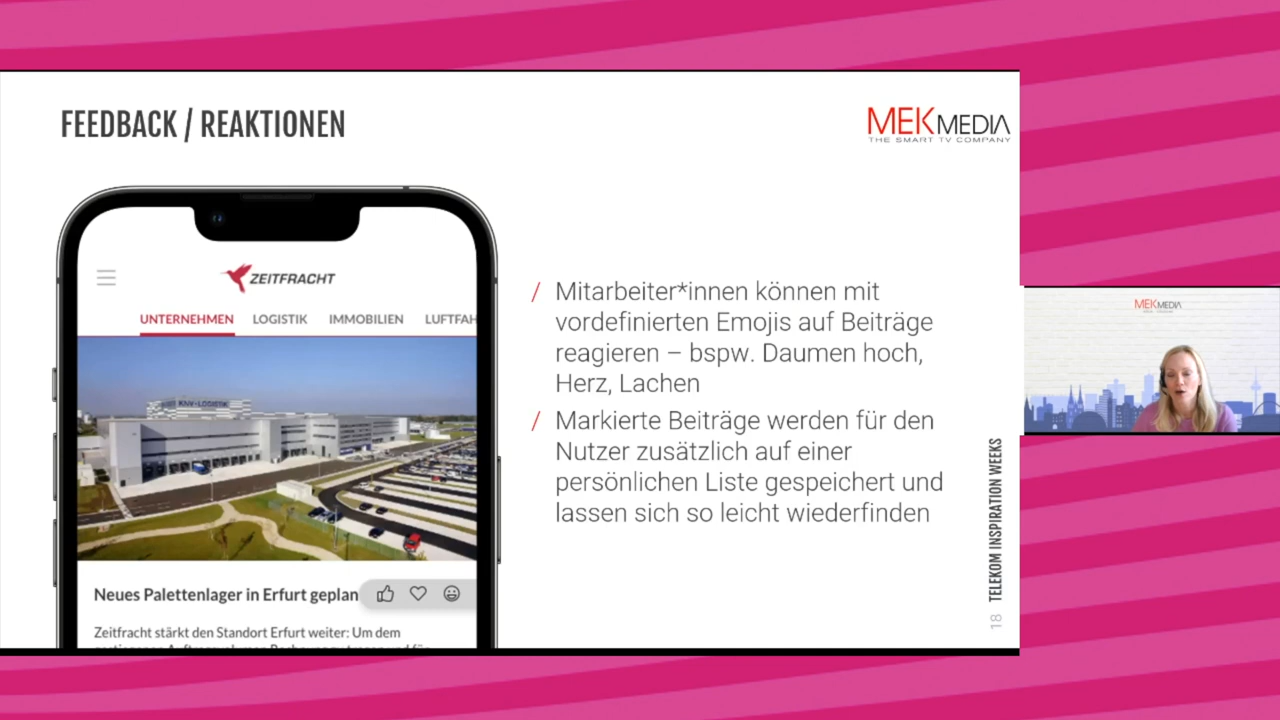 FEEDBACK / REAKTIONEN
MEKMEDIA
THE SMART TV COMPANY
ZEITFRACHT
UNTERNEHMEN LOGISTIK IMMOBILIEN LUFTFAH
KNV-LOGISTIK
Neues Palettenlager in Erfurt geplan
Zeitfracht stärkt den Standort Erfurt weiter: Um dem
/ Mitarbeiter*innen können mit
vordefinierten Emojis auf Beiträge
reagieren – bspw. Daumen hoch,
Herz, Lachen
/ Markierte Beiträge werden für den
Nutzer zusätzlich auf einer
persönlichen Liste gespeichert und
lassen sich so leicht wiederfinden
TELEKOM INSPIRATION WEEKS
18
MEKMEDIA